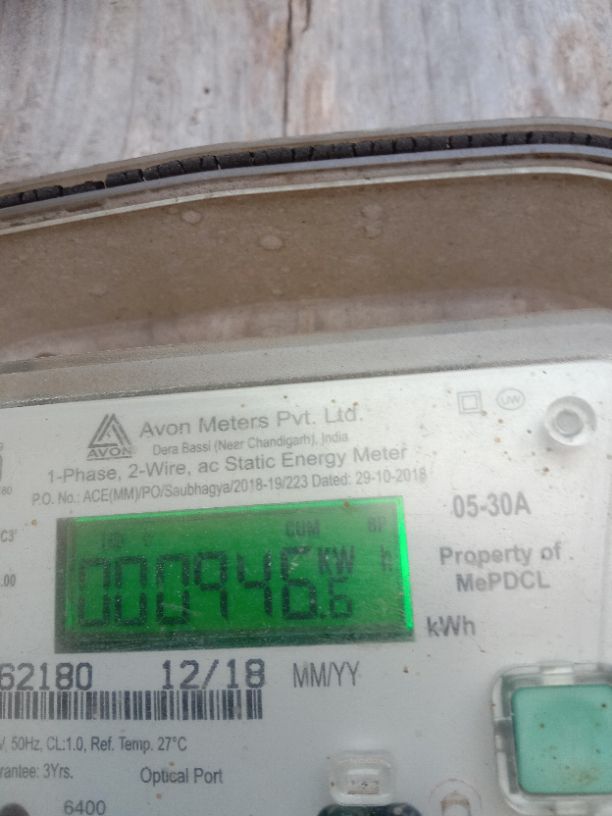 Avon Meters Pvt. Ltd.
AVON
Dera Bassi (Near Chandigarh), India
1-Phase, 2-Wire, ac Static Energy Meter
P.O. No.: ACE(MM)/PO/Saubhagya/2018-19/223 Dated: 29-10-2018
UW
05-30A
CUM
000946.6 KW h
Property of
MePDCL
kWh
62180 12/18 MM/YY
50Hz, CL:1.0, Ref. Temp. 27°C
3Yrs.
Optical Port
6400